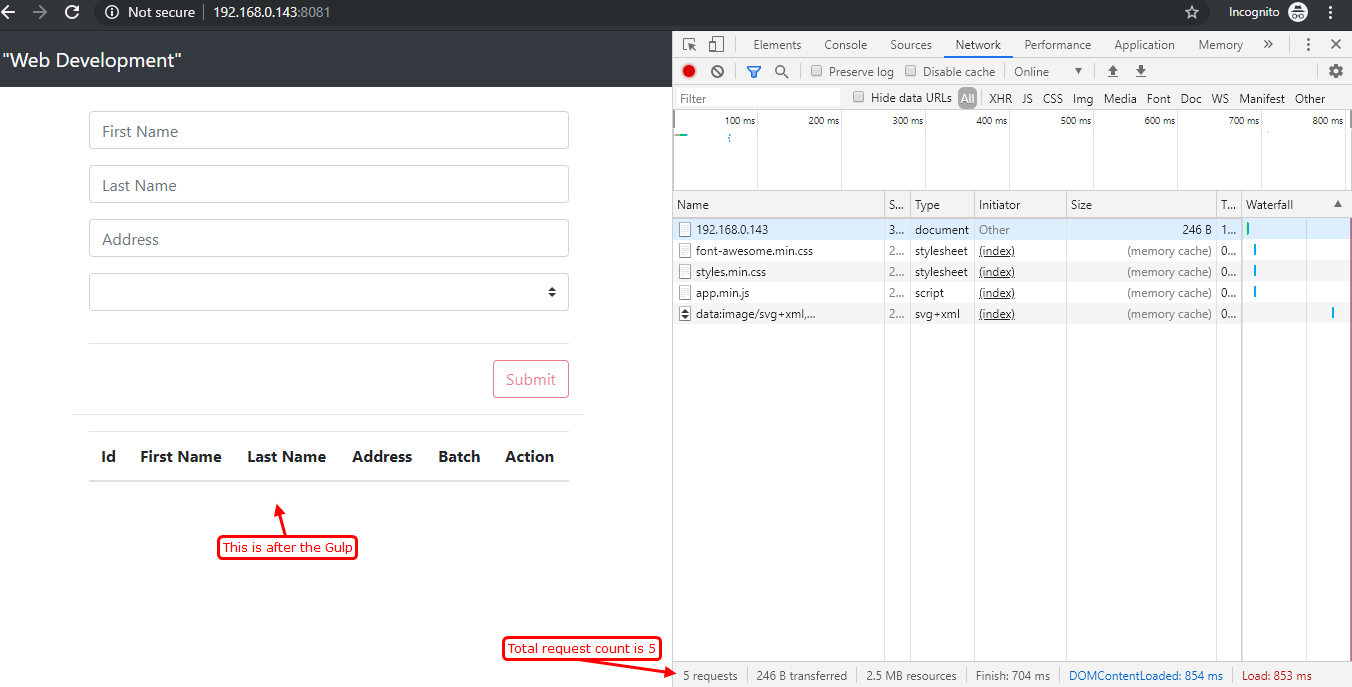 Not secure 192.168.0.143:8081 Incognito
"Web Development"
First Name
Last Name
Address
Submit
Id First Name Last Name Address Batch Action
This is after the Gulp
Total request count is 5
Elements Console Sources Network Performance Application Memory »
Preserve log Disable cache Online
Filter Hide data URLs All XHR JS CSS Img Media Font Doc WS Manifest Other
100 ms 200 ms 300 ms 400 ms 500 ms 600 ms 700 ms 800 ms
Name S... Type Initiator Size T... Waterfall
192.168.0.143 3... document Other 246 B 1...
font-awesome.min.css 2... stylesheet (index) (memory cache) 0...
styles.min.css 2... stylesheet (index) (memory cache) 0...
app.min.js 2... script (index) (memory cache) 0...
data:image/svg+xml,... 2... svg+xml (index) (memory cache) 0...
5 requests 246 B transferred 2.5 MB resources Finish: 704 ms DOMContentLoaded: 854 ms Load: 853 ms